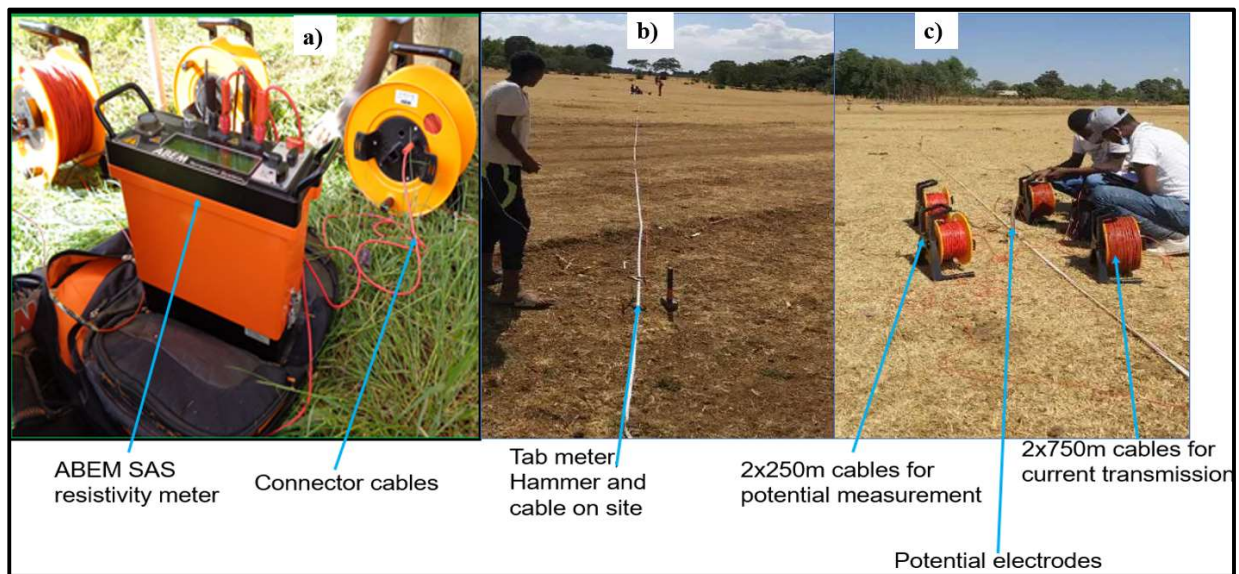 a)
b)
c)
ABEM
ABEM SAS
resistivity meter
Connector cables
Tab meter
Hammer and
cable on site
2x250m cables for
potential measurement
2x750m cables for
current transmission
Potential electrodes